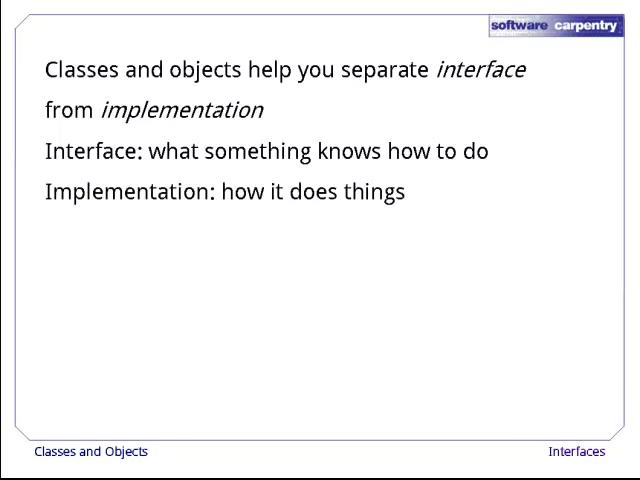 software carpentry
Classes and objects help you separate interface
from implementation
Interface: what something knows how to do
Implementation: how it does things
Classes and Objects
Interfaces